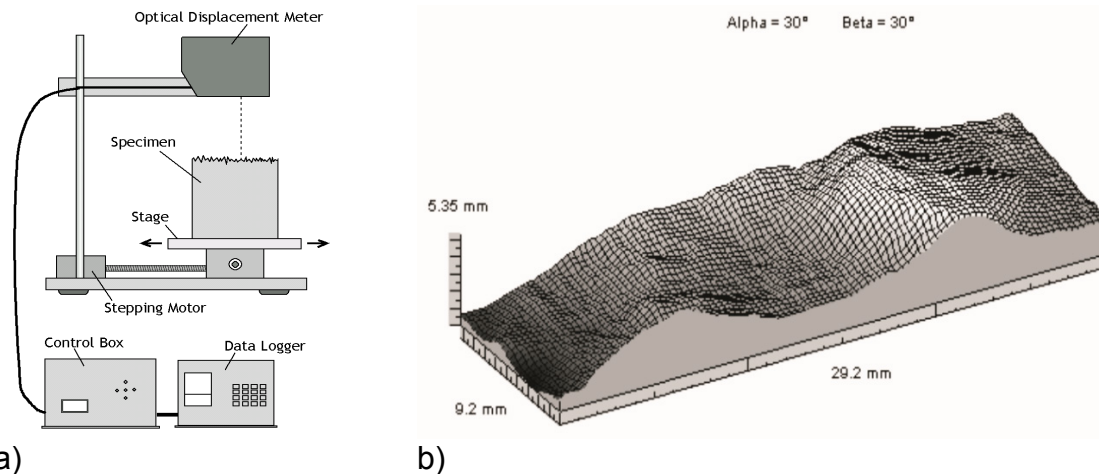 Optical Displacement Meter
Specimen
Stage
Stepping Motor
Control Box
Data Logger
a)
Alpha = 30° Beta = 30°
5.35 mm
9.2 mm
29.2 mm
b)